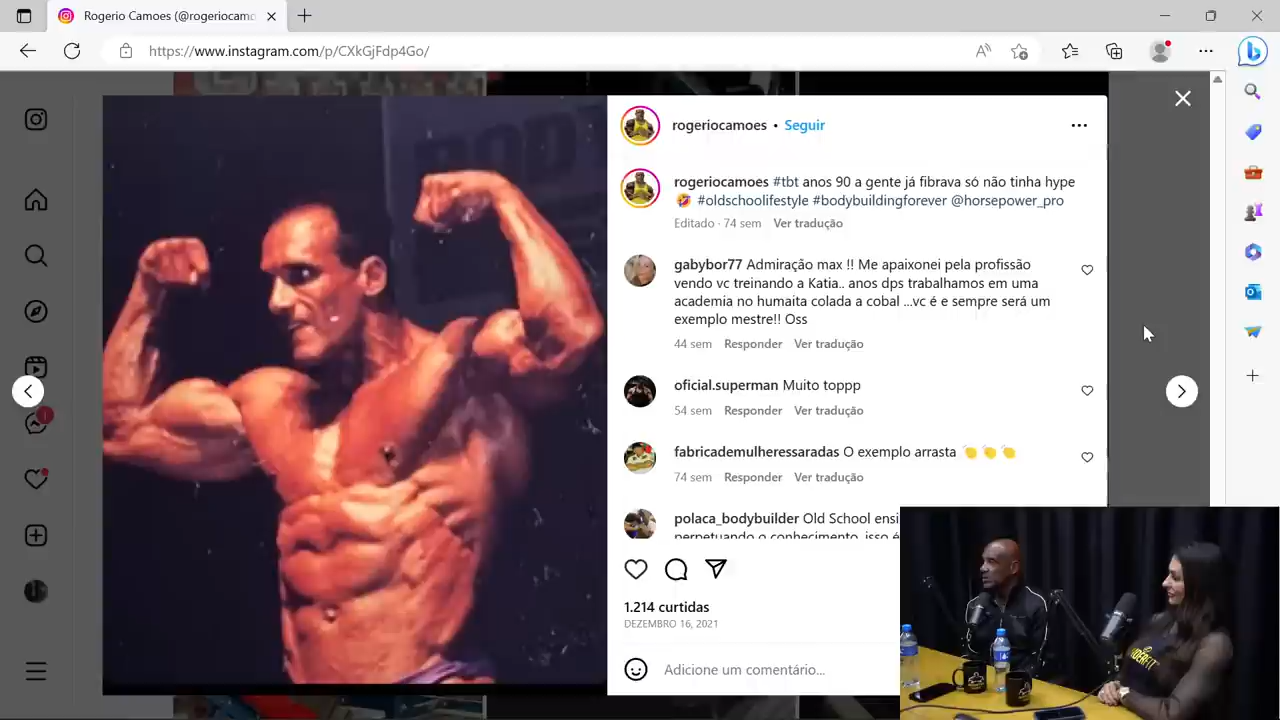 Rogerio Camoes (@rogeriocamo
https://www.instagram.com/p/CXkGjFdp4Go/
rogeriocamoes • Seguir
rogeriocamoes #tbt anos 90 a gente já fibrava só não tinha hype
🤣 #oldschoolifestyle #bodybuildingforever @horsepower_pro
Editado · 74 sem Ver tradução
gabybor77 Admiração max !! Me apaixonei pela profissão
vendo vc treinando a Katia.. anos dps trabalhamos em uma
academia no humaita colada a cobal ...vc é e sempre será um
exemplo mestre!! Oss
44 sem Responder Ver tradução
oficial.superman Muito toppp
54 sem Responder Ver tradução
fabricademulheressaradas O exemplo arrasta 👏👏👏
74 sem Responder Ver tradução
polaca_bodybuilder Old School ensi
perpetuando o conhecimento, isso é
1.214 curtidas
DEZEMBRO 16, 2021
Adicione um comentário...